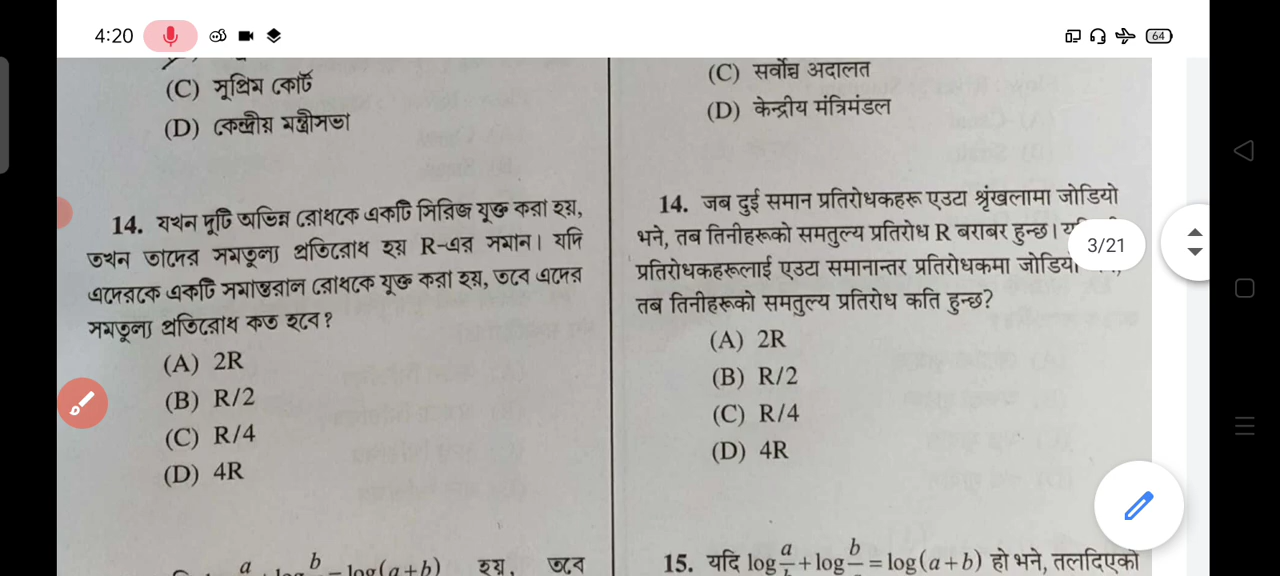 4:20
64
(C) সুপ্রিম কোর্ট
(D) কেন্দ্রীয় মন্ত্রীসভা
14. যখন দুটি অভিন্ন রোধকে একটি সিরিজ যুক্ত করা হয়,
তখন তাদের সমতুল্য প্রতিরোধ হয় R-এর সমান। যদি
এদেরকে একটি সমান্তরাল রোধকে যুক্ত করা হয়, তবে এদের
সমতুল্য প্রতিরোধ কত হবে?
(A) 2R
(B) R/2
(C) R/4
(D) 4R
a b
log(a+b) হয়, তবে
(C) सर्वोच्च अदालत
(D) केन्द्रीय मंत्रिमंडल
14. जब दुई समान प्रतिरोधकहरू एउटा श्रृंखलामा जोडियो
भने, तब तिनीहरूको समतुल्य प्रतिरोध R बराबर हुन्छ।
3/21
प्रतिरोधकहरूलाई एउटा समानान्तर प्रतिरोधकमा जोडियो
तब तिनीहरूको समतुल्य प्रतिरोध कति हुन्छ?
(A) 2R
(B) R/2
(C) R/4
(D) 4R
15. यदि log a + log b = log(a+b) हो भने, तलदिएको